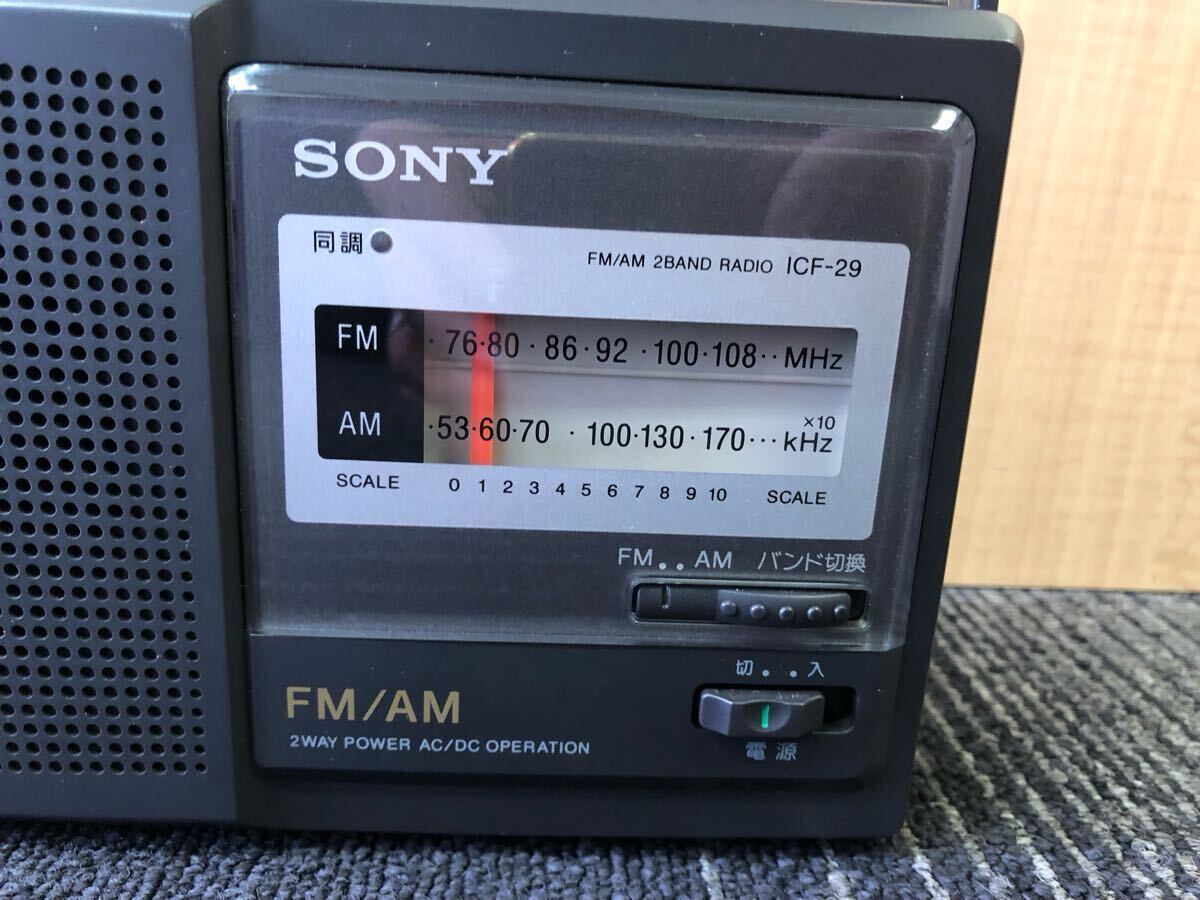 SONY
同調
FM/AM 2BAND RADIO ICF-29
FM · 76·80 · 86·92 · 100·108·· MHz
×10
AM ·53·60·70 · 100·130·170··· kHz
SCALE 0 1 2 3 4 5 6 7 8 9 10 SCALE
FM.. AM バンド切換
切..入
電源
FM/AM
2WAY POWER AC/DC OPERATION